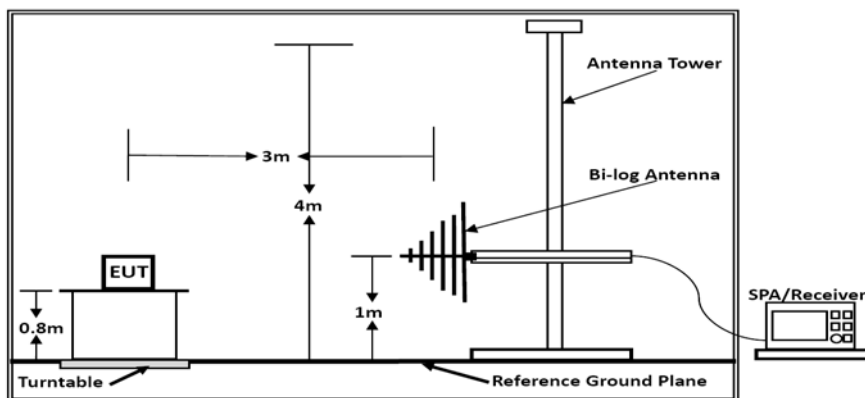 Antenna Tower
3m
Bi-log Antenna
4m
EUT
SPA/Receiver
0.8m
1m
Turntable
Reference Ground Plane